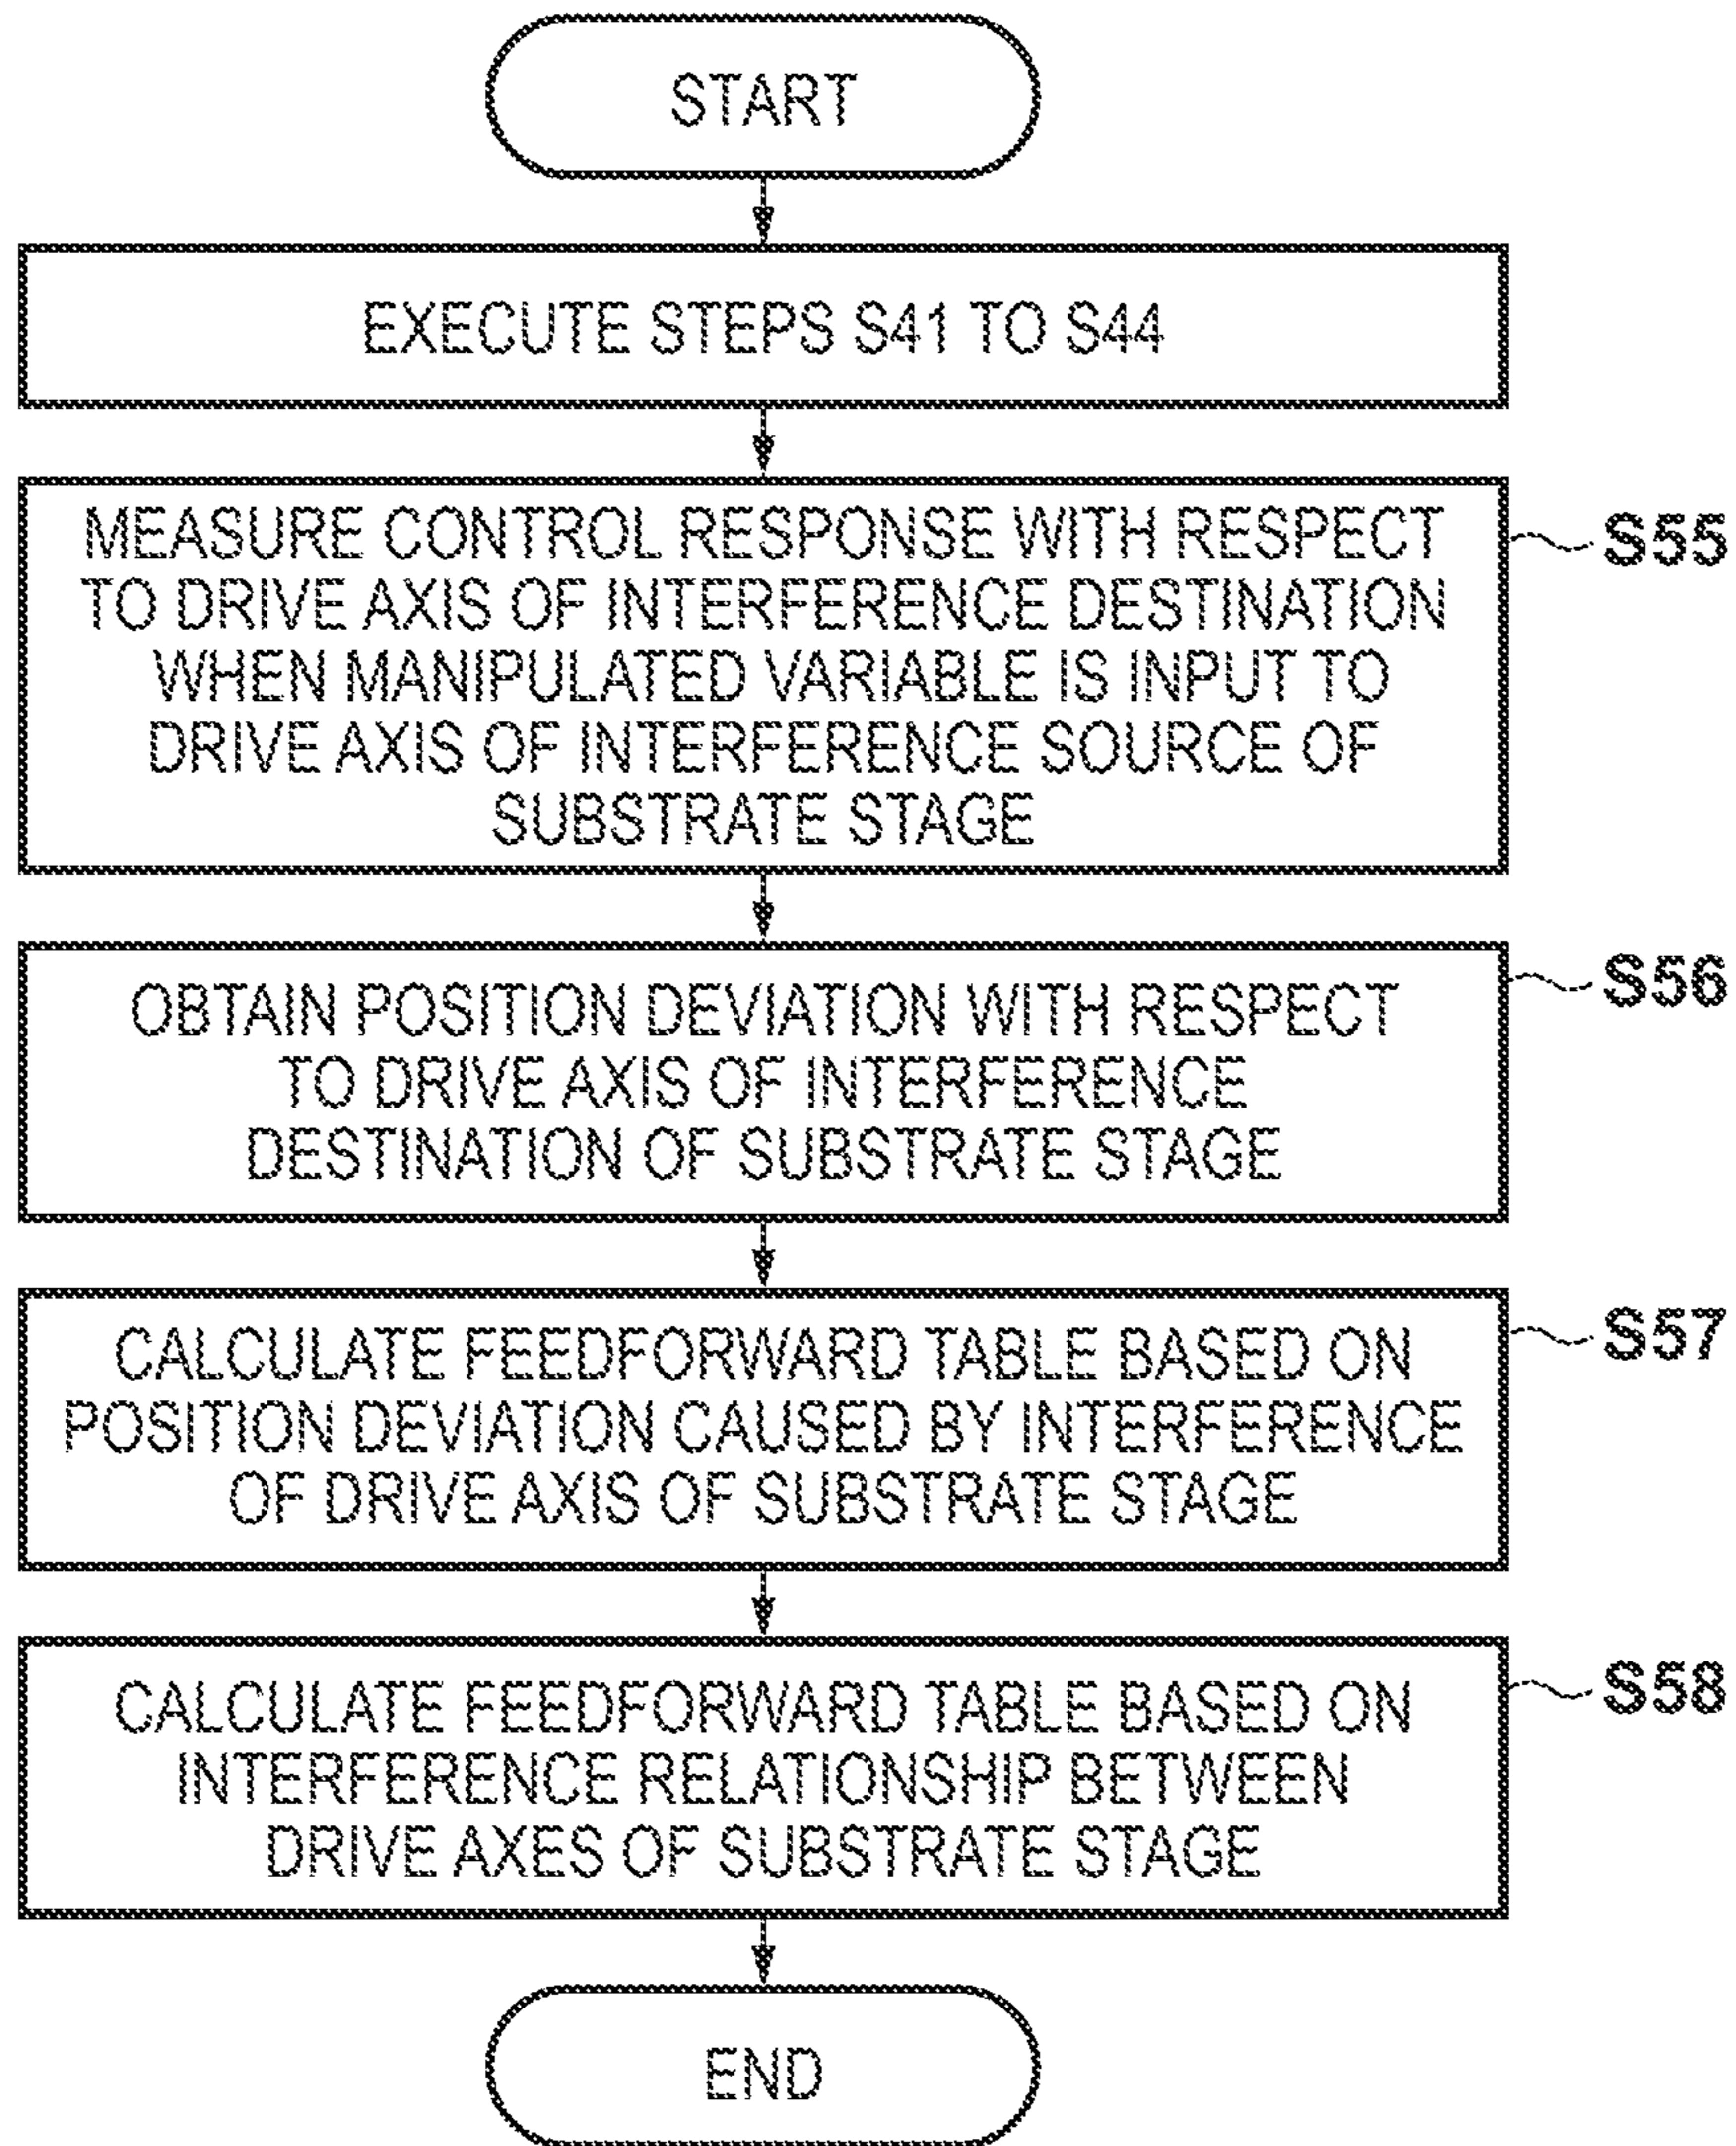 START
EXECUTE STEPS S41 TO S44
MEASURE CONTROL RESPONSE WITH RESPECT
TO DRIVE AXIS OF INTERFERENCE DESTINATION
WHEN MANIPULATED VARIABLE IS INPUT TO
DRIVE AXIS OF INTERFERENCE SOURCE OF
SUBSTRATE STAGE
S55
OBTAIN POSITION DEVIATION WITH RESPECT
TO DRIVE AXIS OF INTERFERENCE
DESTINATION OF SUBSTRATE STAGE
S56
CALCULATE FEEDFORWARD TABLE BASED ON
POSITION DEVIATION CAUSED BY INTERFERENCE
OF DRIVE AXIS OF SUBSTRATE STAGE
S57
CALCULATE FEEDFORWARD TABLE BASED ON
INTERFERENCE RELATIONSHIP BETWEEN
DRIVE AXES OF SUBSTRATE STAGE
S58
END